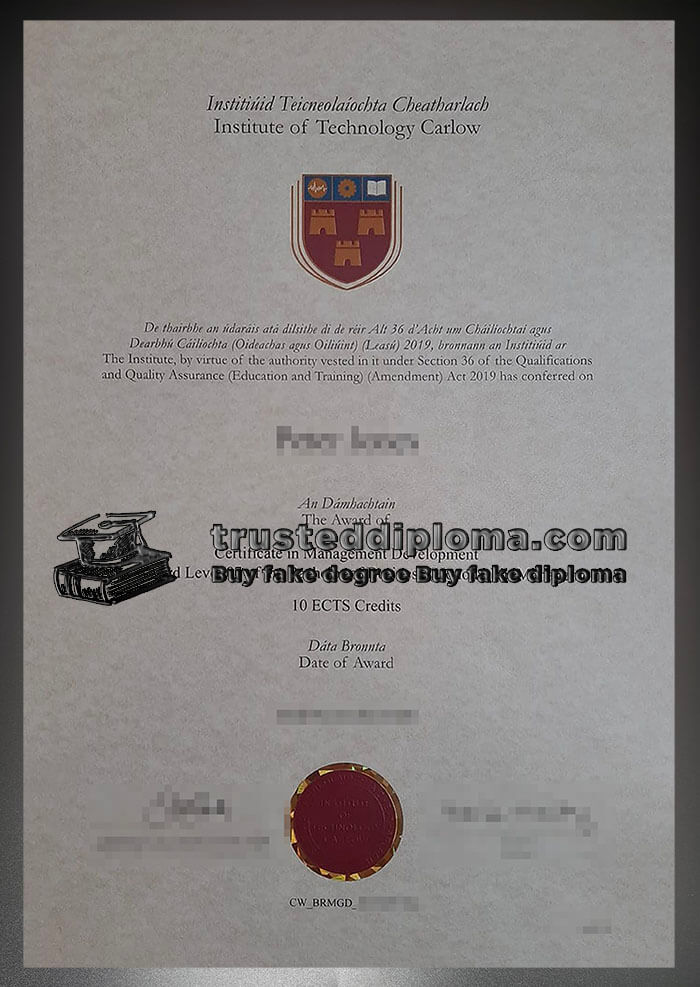 Institiúid Teicneolaíochta Cheatharlach
Institute of Technology Carlow
De thairbhe an údaráis atá dílsithe di de réir Alt 36 d'Acht um Cháilíochtaí agus
Dearbhú Cáilíochta (Oideachas agus Oiliúint) (Leasú) 2019, bronnann an Institiúid ar
The Institute, by virtue of the authority vested in it under Section 36 of the Qualifications
and Quality Assurance (Education and Training) (Amendment) Act 2019 has conferred on
An Dámhachtain
The Award of
trusteddiploma.com
Certificate in Management Development
Buy fake degree Buy fake diploma
10 ECTS Credits
Dáta Bronnta
Date of Award
INSTITUTE
OF
TECHNOLOGY
CARLOW
CW_BRMGD_